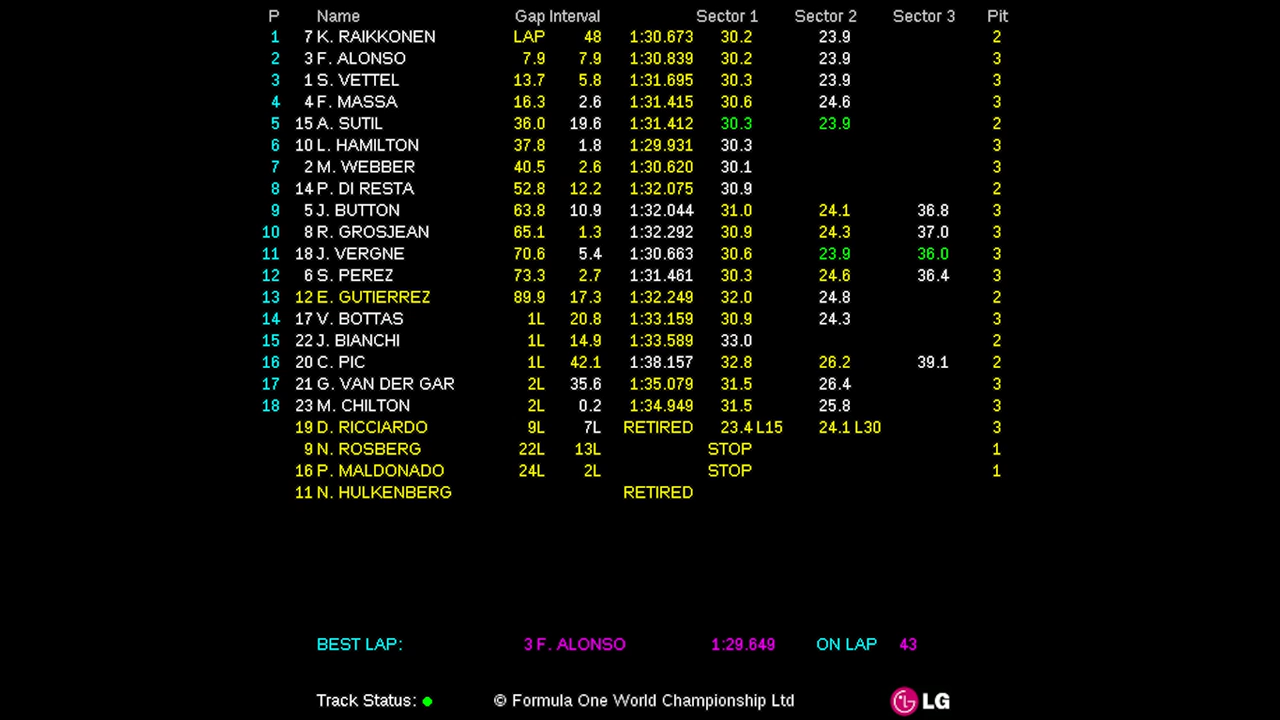 P Name Gap Interval Sector 1 Sector 2 Sector 3 Pit
1 7 K. RAIKKONEN LAP 48 1:30.673 30.2 23.9 2
2 3 F. ALONSO 7.9 7.9 1:30.839 30.2 23.9 3
3 1 S. VETTEL 13.7 5.8 1:31.695 30.3 23.9 3
4 4 F. MASSA 16.3 2.6 1:31.415 30.6 24.6 3
5 15 A. SUTIL 36.0 19.6 1:31.412 30.3 23.9 2
6 10 L. HAMILTON 37.8 1.8 1:29.931 30.3 3
7 2 M. WEBBER 40.5 2.6 1:30.620 30.1 3
8 14 P. DI RESTA 52.8 12.2 1:32.075 30.9 2
9 5 J. BUTTON 63.8 10.9 1:32.044 31.0 24.1 36.8 3
10 8 R. GROSJEAN 65.1 1.3 1:32.292 30.9 24.3 37.0 3
11 18 J. VERGNE 70.6 5.4 1:30.663 30.6 23.9 36.0 3
12 6 S. PEREZ 73.3 2.7 1:31.461 30.3 24.6 36.4 3
13 12 E. GUTIERREZ 89.9 17.3 1:32.249 32.0 24.8 2
14 17 V. BOTTAS 1L 20.8 1:33.159 30.9 24.3 3
15 22 J. BIANCHI 1L 14.9 1:33.589 33.0 2
16 20 C. PIC 1L 42.1 1:38.157 32.8 26.2 39.1 2
17 21 G. VAN DER GAR 2L 35.6 1:35.079 31.5 26.4 3
18 23 M. CHILTON 2L 0.2 1:34.949 31.5 25.8 3
19 D. RICCIARDO 9L 7L RETIRED 23.4 L15 24.1 L30 3
9 N. ROSBERG 22L 13L STOP 1
16 P. MALDONADO 24L 2L STOP 1
11 N. HULKENBERG RETIRED
BEST LAP: 3 F. ALONSO 1:29.649 ON LAP 43
Track Status: © Formula One World Championship Ltd LG